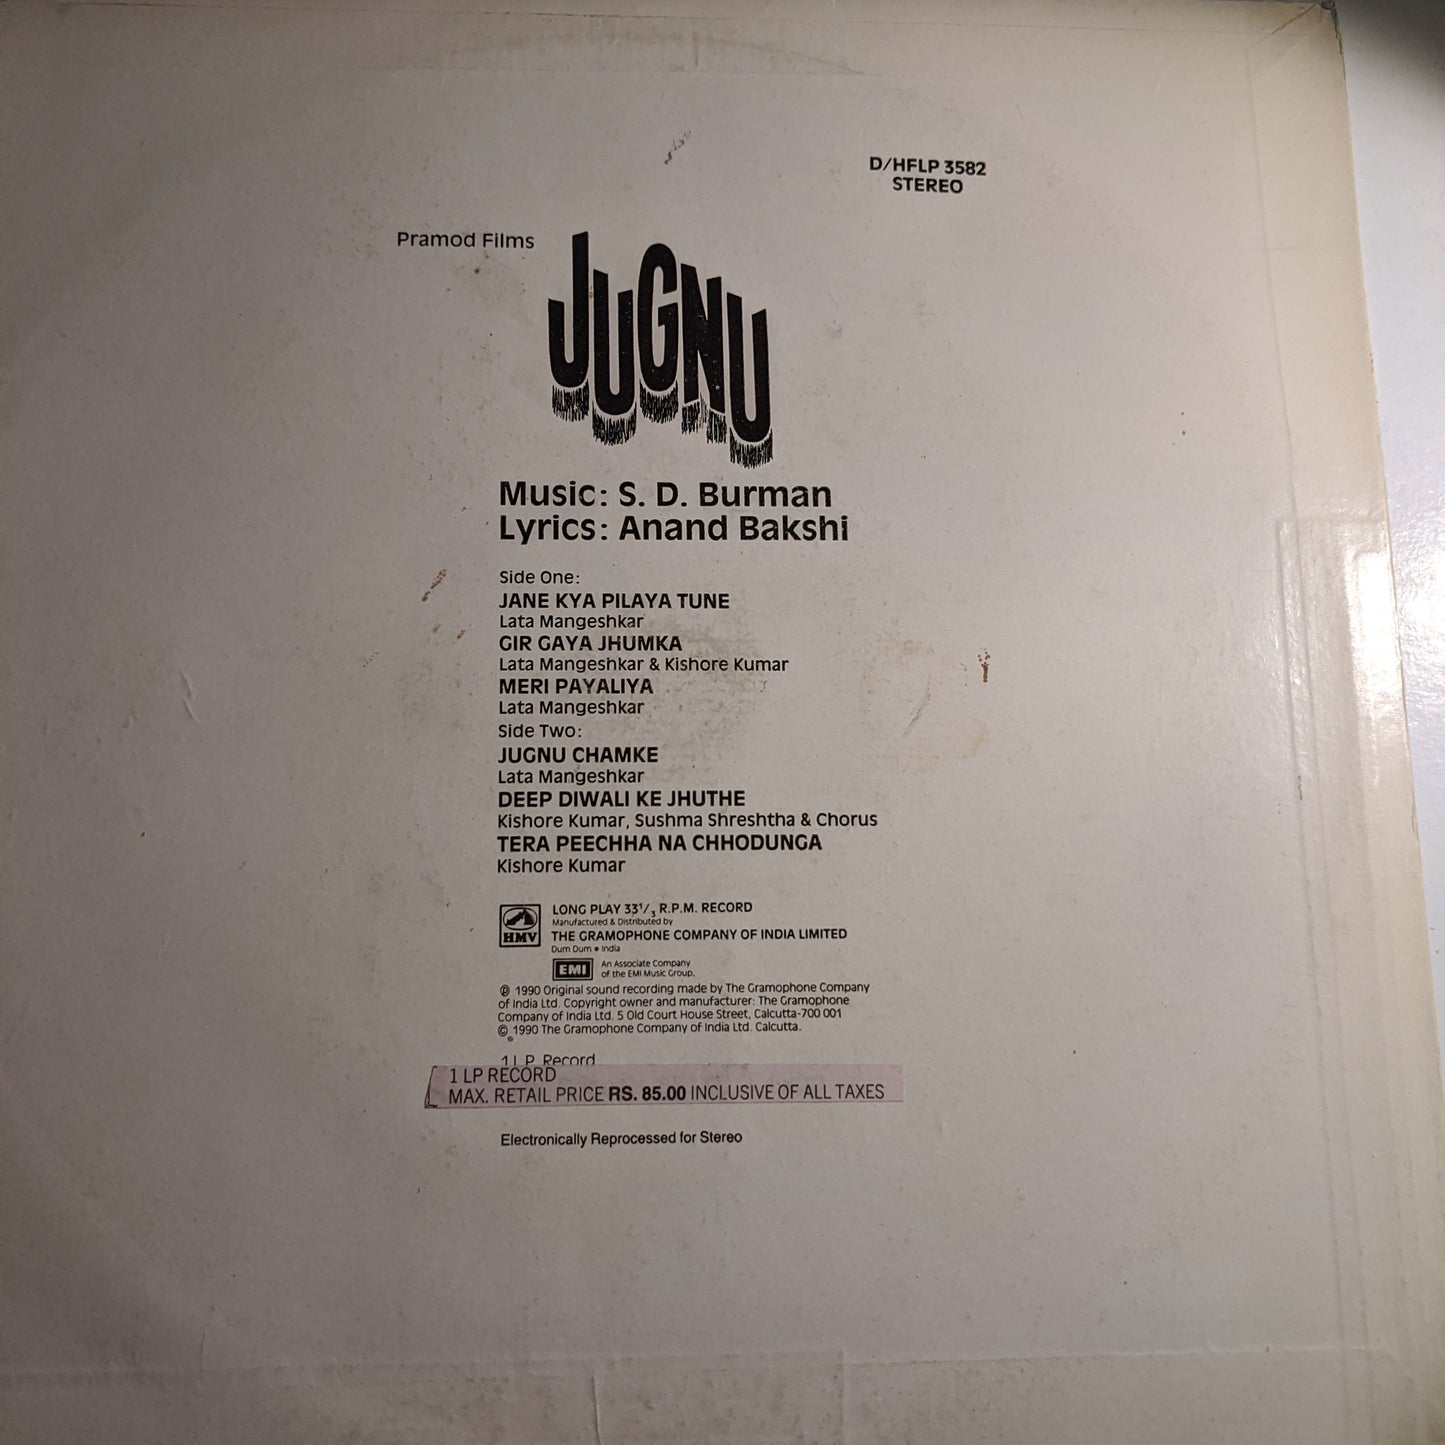 D/HFLP 3582
STEREO
Pramod Films
JUGNU
Music: S. D. Burman
Lyrics: Anand Bakshi
Side One:
JANE KYA PILAYA TUNE
Lata Mangeshkar
GIR GAYA JHUMKA
Lata Mangeshkar & Kishore Kumar
MERI PAYALIYA
Lata Mangeshkar
Side Two:
JUGNU CHAMKE
Lata Mangeshkar
DEEP DIWALI KE JHUTHE
Kishore Kumar, Sushma Shreshtha & Chorus
TERA PEECHHA NA CHHODUNGA
Kishore Kumar
HMV
LONG PLAY 33¹/₃ R.P.M. RECORD
Manufactured & Distributed by
THE GRAMOPHONE COMPANY OF INDIA LIMITED
Dum Dum • India
EMI
An Associate Company
of the EMI Music Group.
℗ 1990 Original sound recording made by The Gramophone Company
of India Ltd. Copyright owner and manufacturer: The Gramophone
Company of India Ltd. 5 Old Court House Street, Calcutta-700 001
© 1990 The Gramophone Company of India Ltd. Calcutta.
1 L P Record
1 LP RECORD
MAX. RETAIL PRICE RS. 85.00 INCLUSIVE OF ALL TAXES
Electronically Reprocessed for Stereo